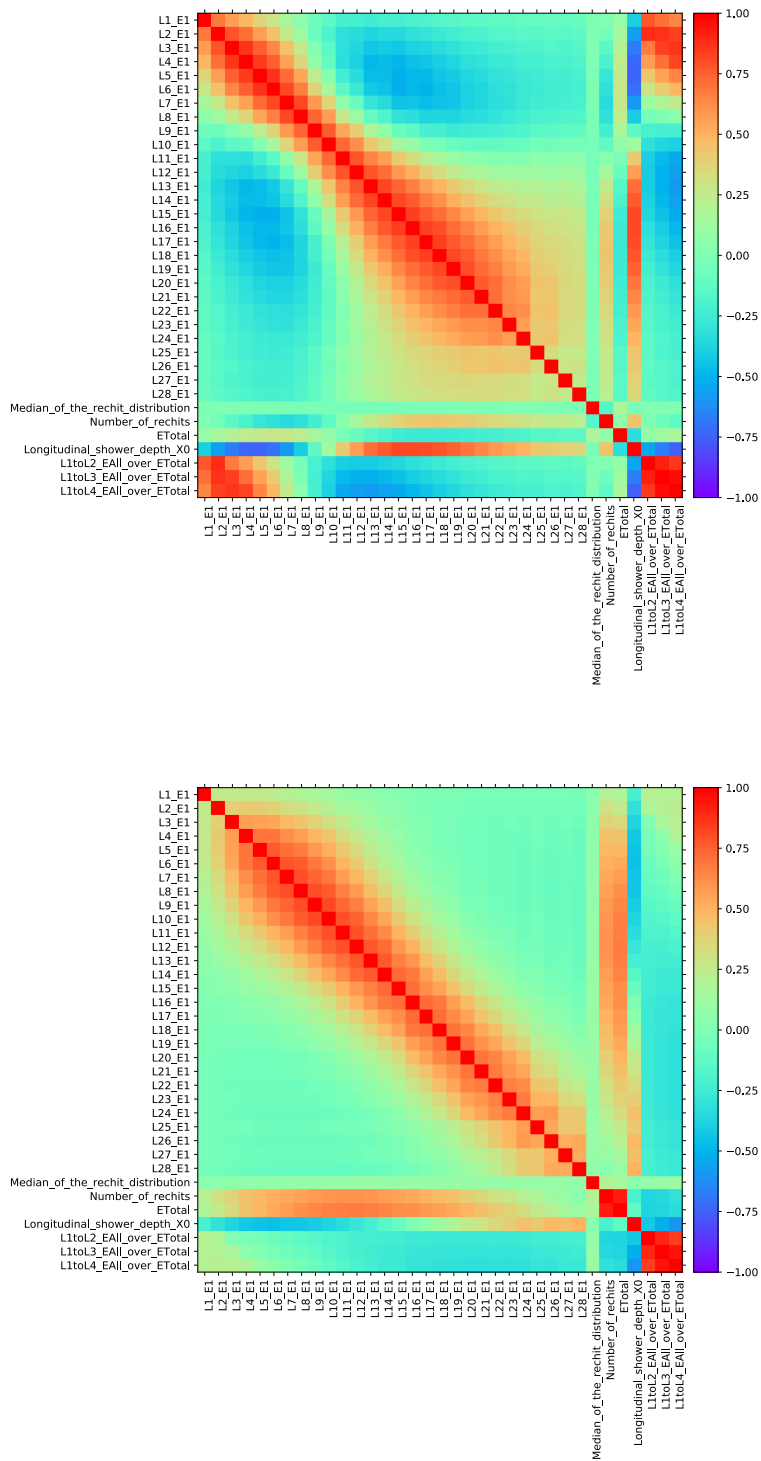 L1_E1
L2_E1
L3_E1
L4_E1
L5_E1
L6_E1
L7_E1
L8_E1
L9_E1
L10_E1
L11_E1
L12_E1
L13_E1
L14_E1
L15_E1
L16_E1
L17_E1
L18_E1
L19_E1
L20_E1
L21_E1
L22_E1
L23_E1
L24_E1
L25_E1
L26_E1
L27_E1
L28_E1
Median_of_the_rechit_distribution
Number_of_rechits
ETotal
Longitudinal_shower_depth_X0
L1toL2_EAll_over_ETotal
L1toL3_EAll_over_ETotal
L1toL4_EAll_over_ETotal
1.00
0.75
0.50
0.25
0.00
−0.25
−0.50
−0.75
−1.00
L1_E1
L2_E1
L3_E1
L4_E1
L5_E1
L6_E1
L7_E1
L8_E1
L9_E1
L10_E1
L11_E1
L12_E1
L13_E1
L14_E1
L15_E1
L16_E1
L17_E1
L18_E1
L19_E1
L20_E1
L21_E1
L22_E1
L23_E1
L24_E1
L25_E1
L26_E1
L27_E1
L28_E1
Median_of_the_rechit_distribution
Number_of_rechits
ETotal
Longitudinal_shower_depth_X0
L1toL2_EAll_over_ETotal
L1toL3_EAll_over_ETotal
L1toL4_EAll_over_ETotal
L1_E1
L2_E1
L3_E1
L4_E1
L5_E1
L6_E1
L7_E1
L8_E1
L9_E1
L10_E1
L11_E1
L12_E1
L13_E1
L14_E1
L15_E1
L16_E1
L17_E1
L18_E1
L19_E1
L20_E1
L21_E1
L22_E1
L23_E1
L24_E1
L25_E1
L26_E1
L27_E1
L28_E1
Median_of_the_rechit_distribution
Number_of_rechits
ETotal
Longitudinal_shower_depth_X0
L1toL2_EAll_over_ETotal
L1toL3_EAll_over_ETotal
L1toL4_EAll_over_ETotal
1.00
0.75
0.50
0.25
0.00
−0.25
−0.50
−0.75
−1.00
L1_E1
L2_E1
L3_E1
L4_E1
L5_E1
L6_E1
L7_E1
L8_E1
L9_E1
L10_E1
L11_E1
L12_E1
L13_E1
L14_E1
L15_E1
L16_E1
L17_E1
L18_E1
L19_E1
L20_E1
L21_E1
L22_E1
L23_E1
L24_E1
L25_E1
L26_E1
L27_E1
L28_E1
Median_of_the_rechit_distribution
Number_of_rechits
ETotal
Longitudinal_shower_depth_X0
L1toL2_EAll_over_ETotal
L1toL3_EAll_over_ETotal
L1toL4_EAll_over_ETotal